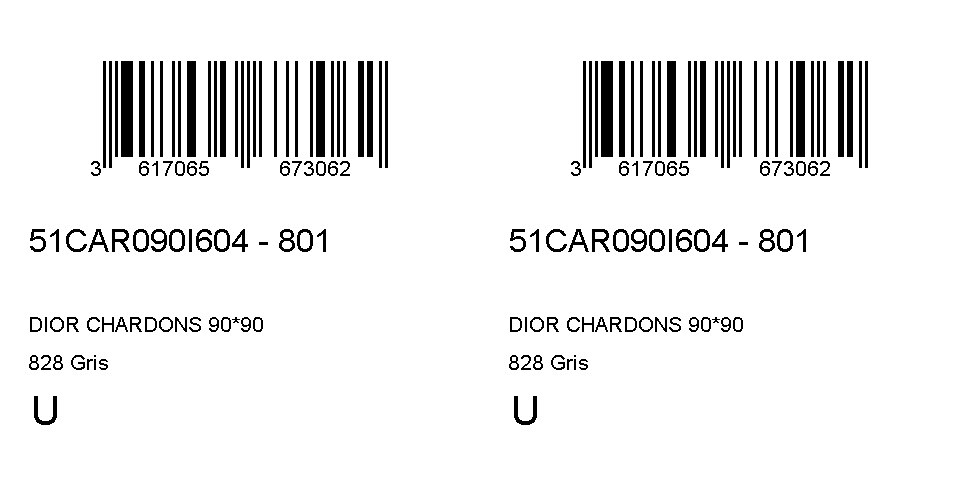 3 617065 673062
51CAR090I604 - 801
DIOR CHARDONS 90*90
828 Gris
U
3 617065 673062
51CAR090I604 - 801
DIOR CHARDONS 90*90
828 Gris
U